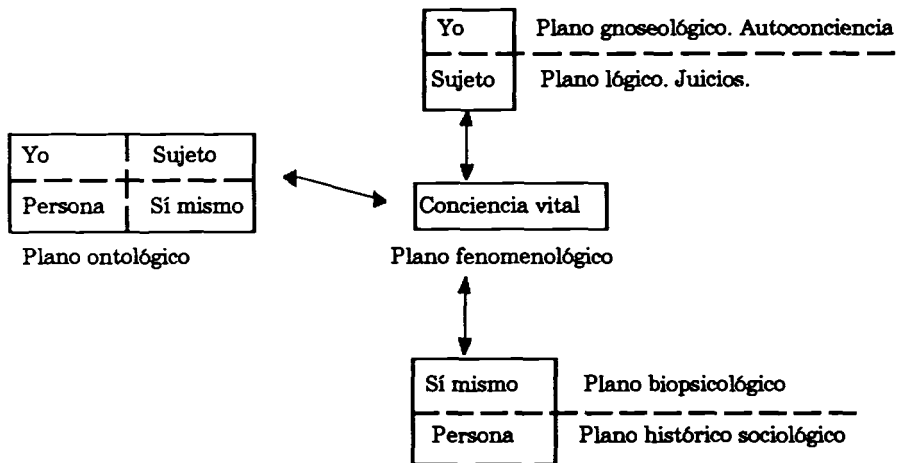 Yo Plano gnoseológico. Autoconciencia
Sujeto Plano lógico. Juicios.
Yo Sujeto
Persona Sí mismo
Plano ontológico
Conciencia vital
Plano fenomenológico
Sí mismo Plano biopsicológico
Persona Plano histórico sociológico